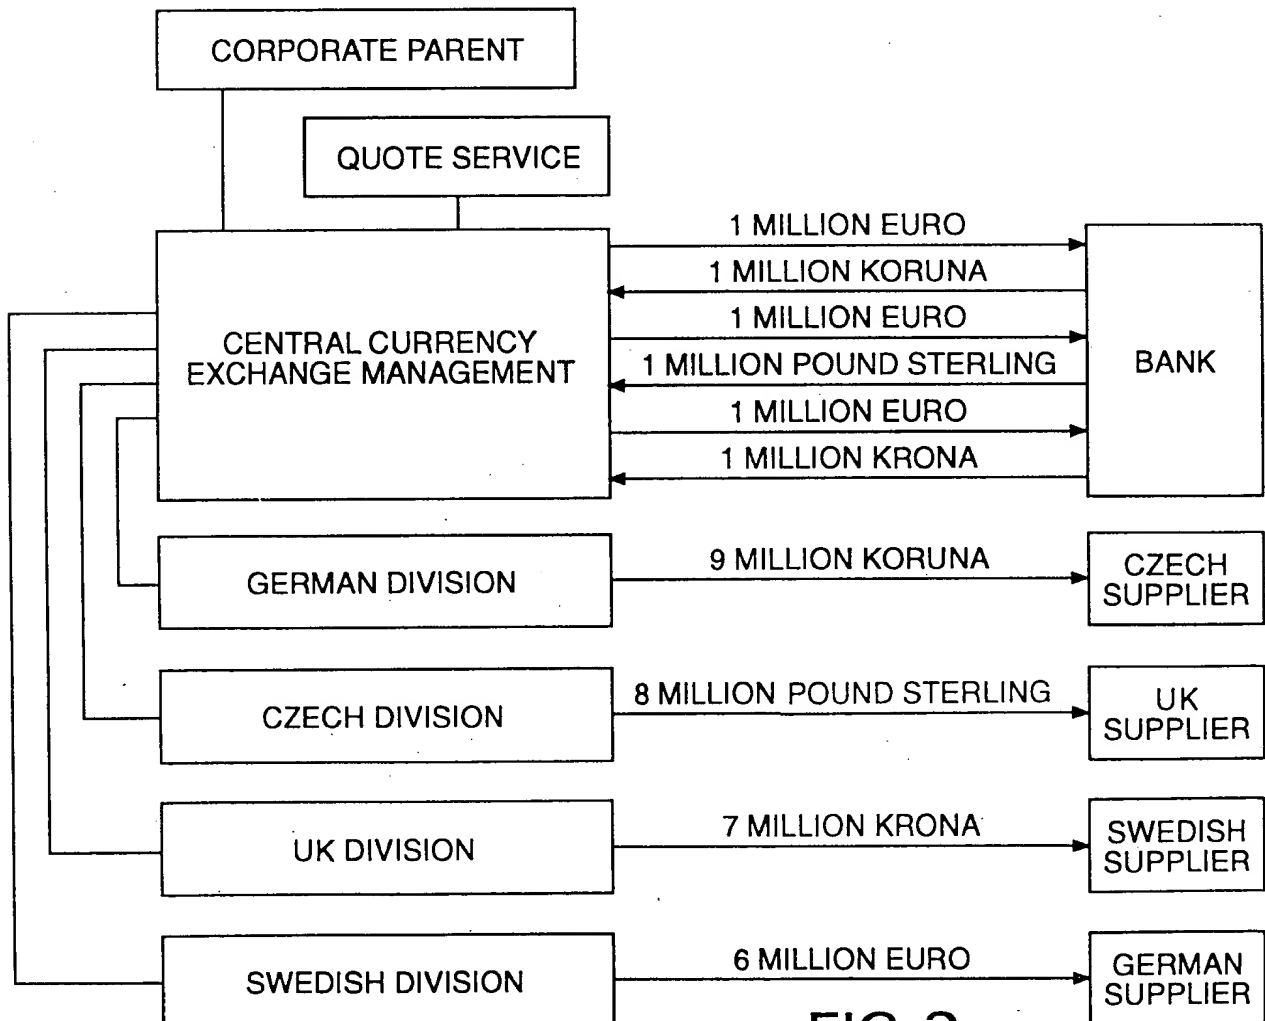 CORPORATE PARENT
QUOTE SERVICE
1 MILLION EURO
1 MILLION KORUNA
1 MILLION EURO
1 MILLION POUND STERLING
1 MILLION EURO
1 MILLION KRONA
CENTRAL CURRENCY
EXCHANGE MANAGEMENT
BANK
GERMAN DIVISION
9 MILLION KORUNA
CZECH
SUPPLIER
CZECH DIVISION
8 MILLION POUND STERLING
UK
SUPPLIER
UK DIVISION
7 MILLION KRONA
SWEDISH
SUPPLIER
SWEDISH DIVISION
6 MILLION EURO
GERMAN
SUPPLIER
FIG.